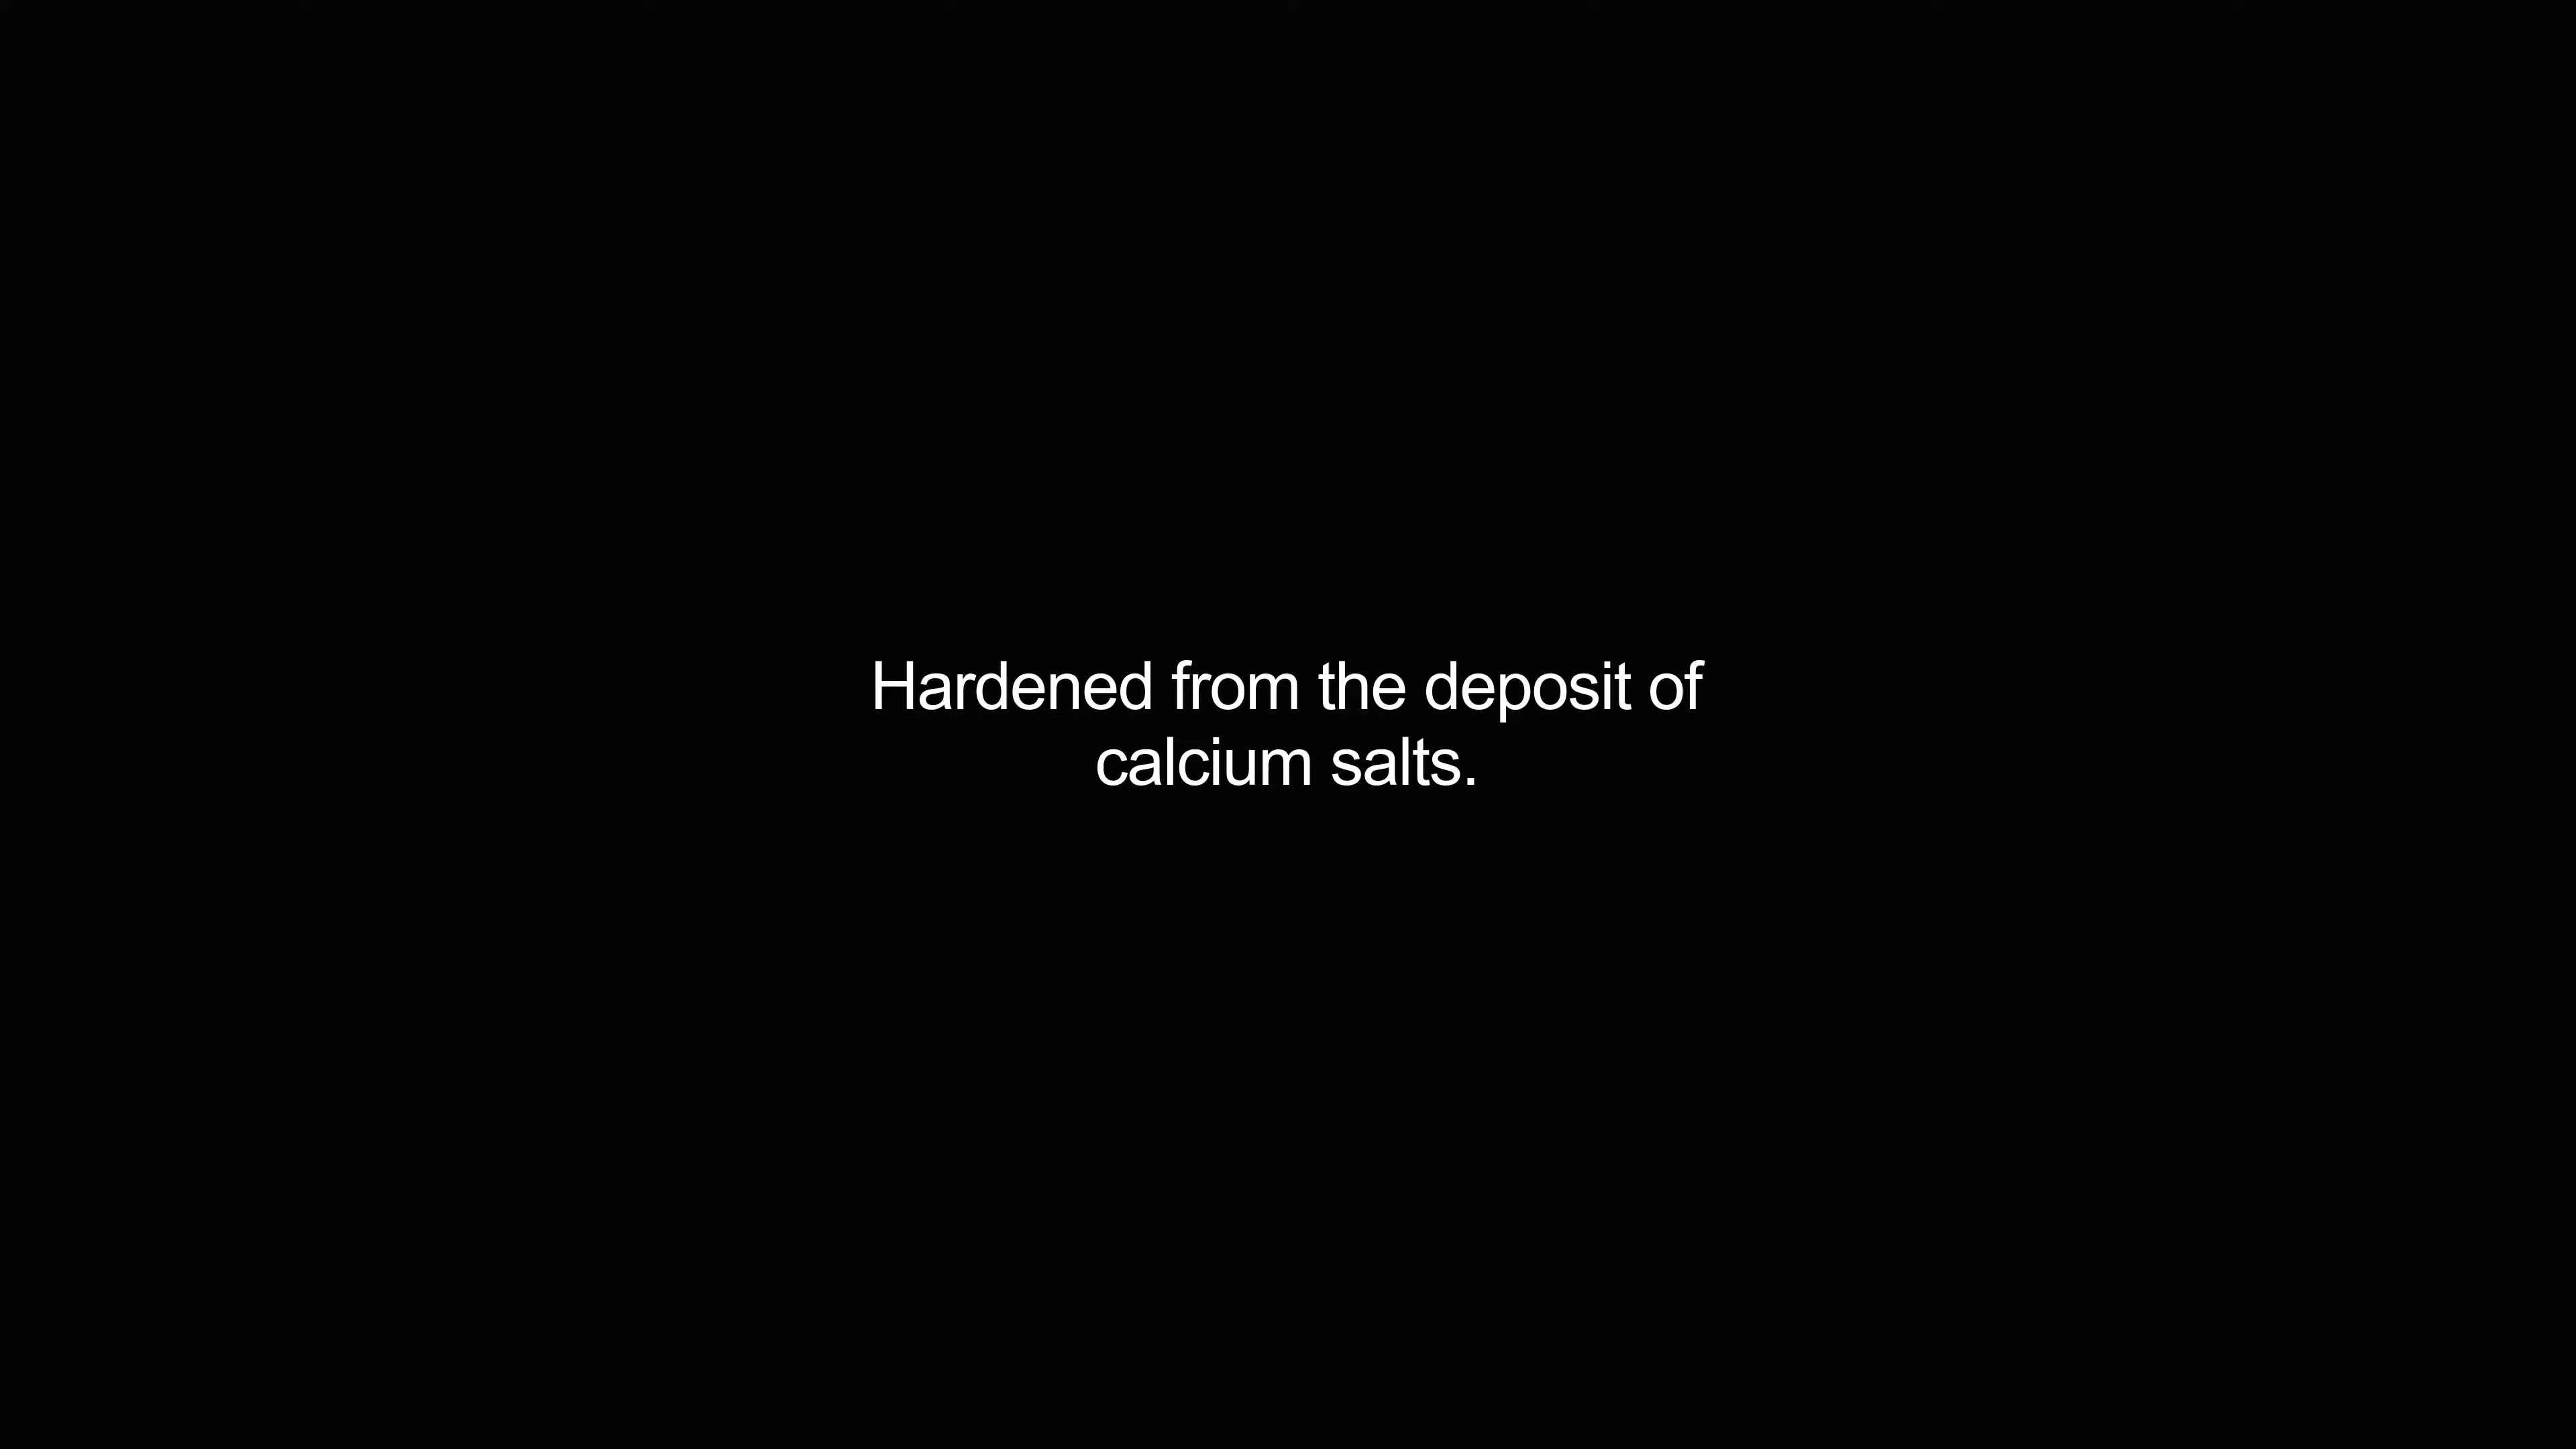 Hardened from the deposit of
calcium salts.